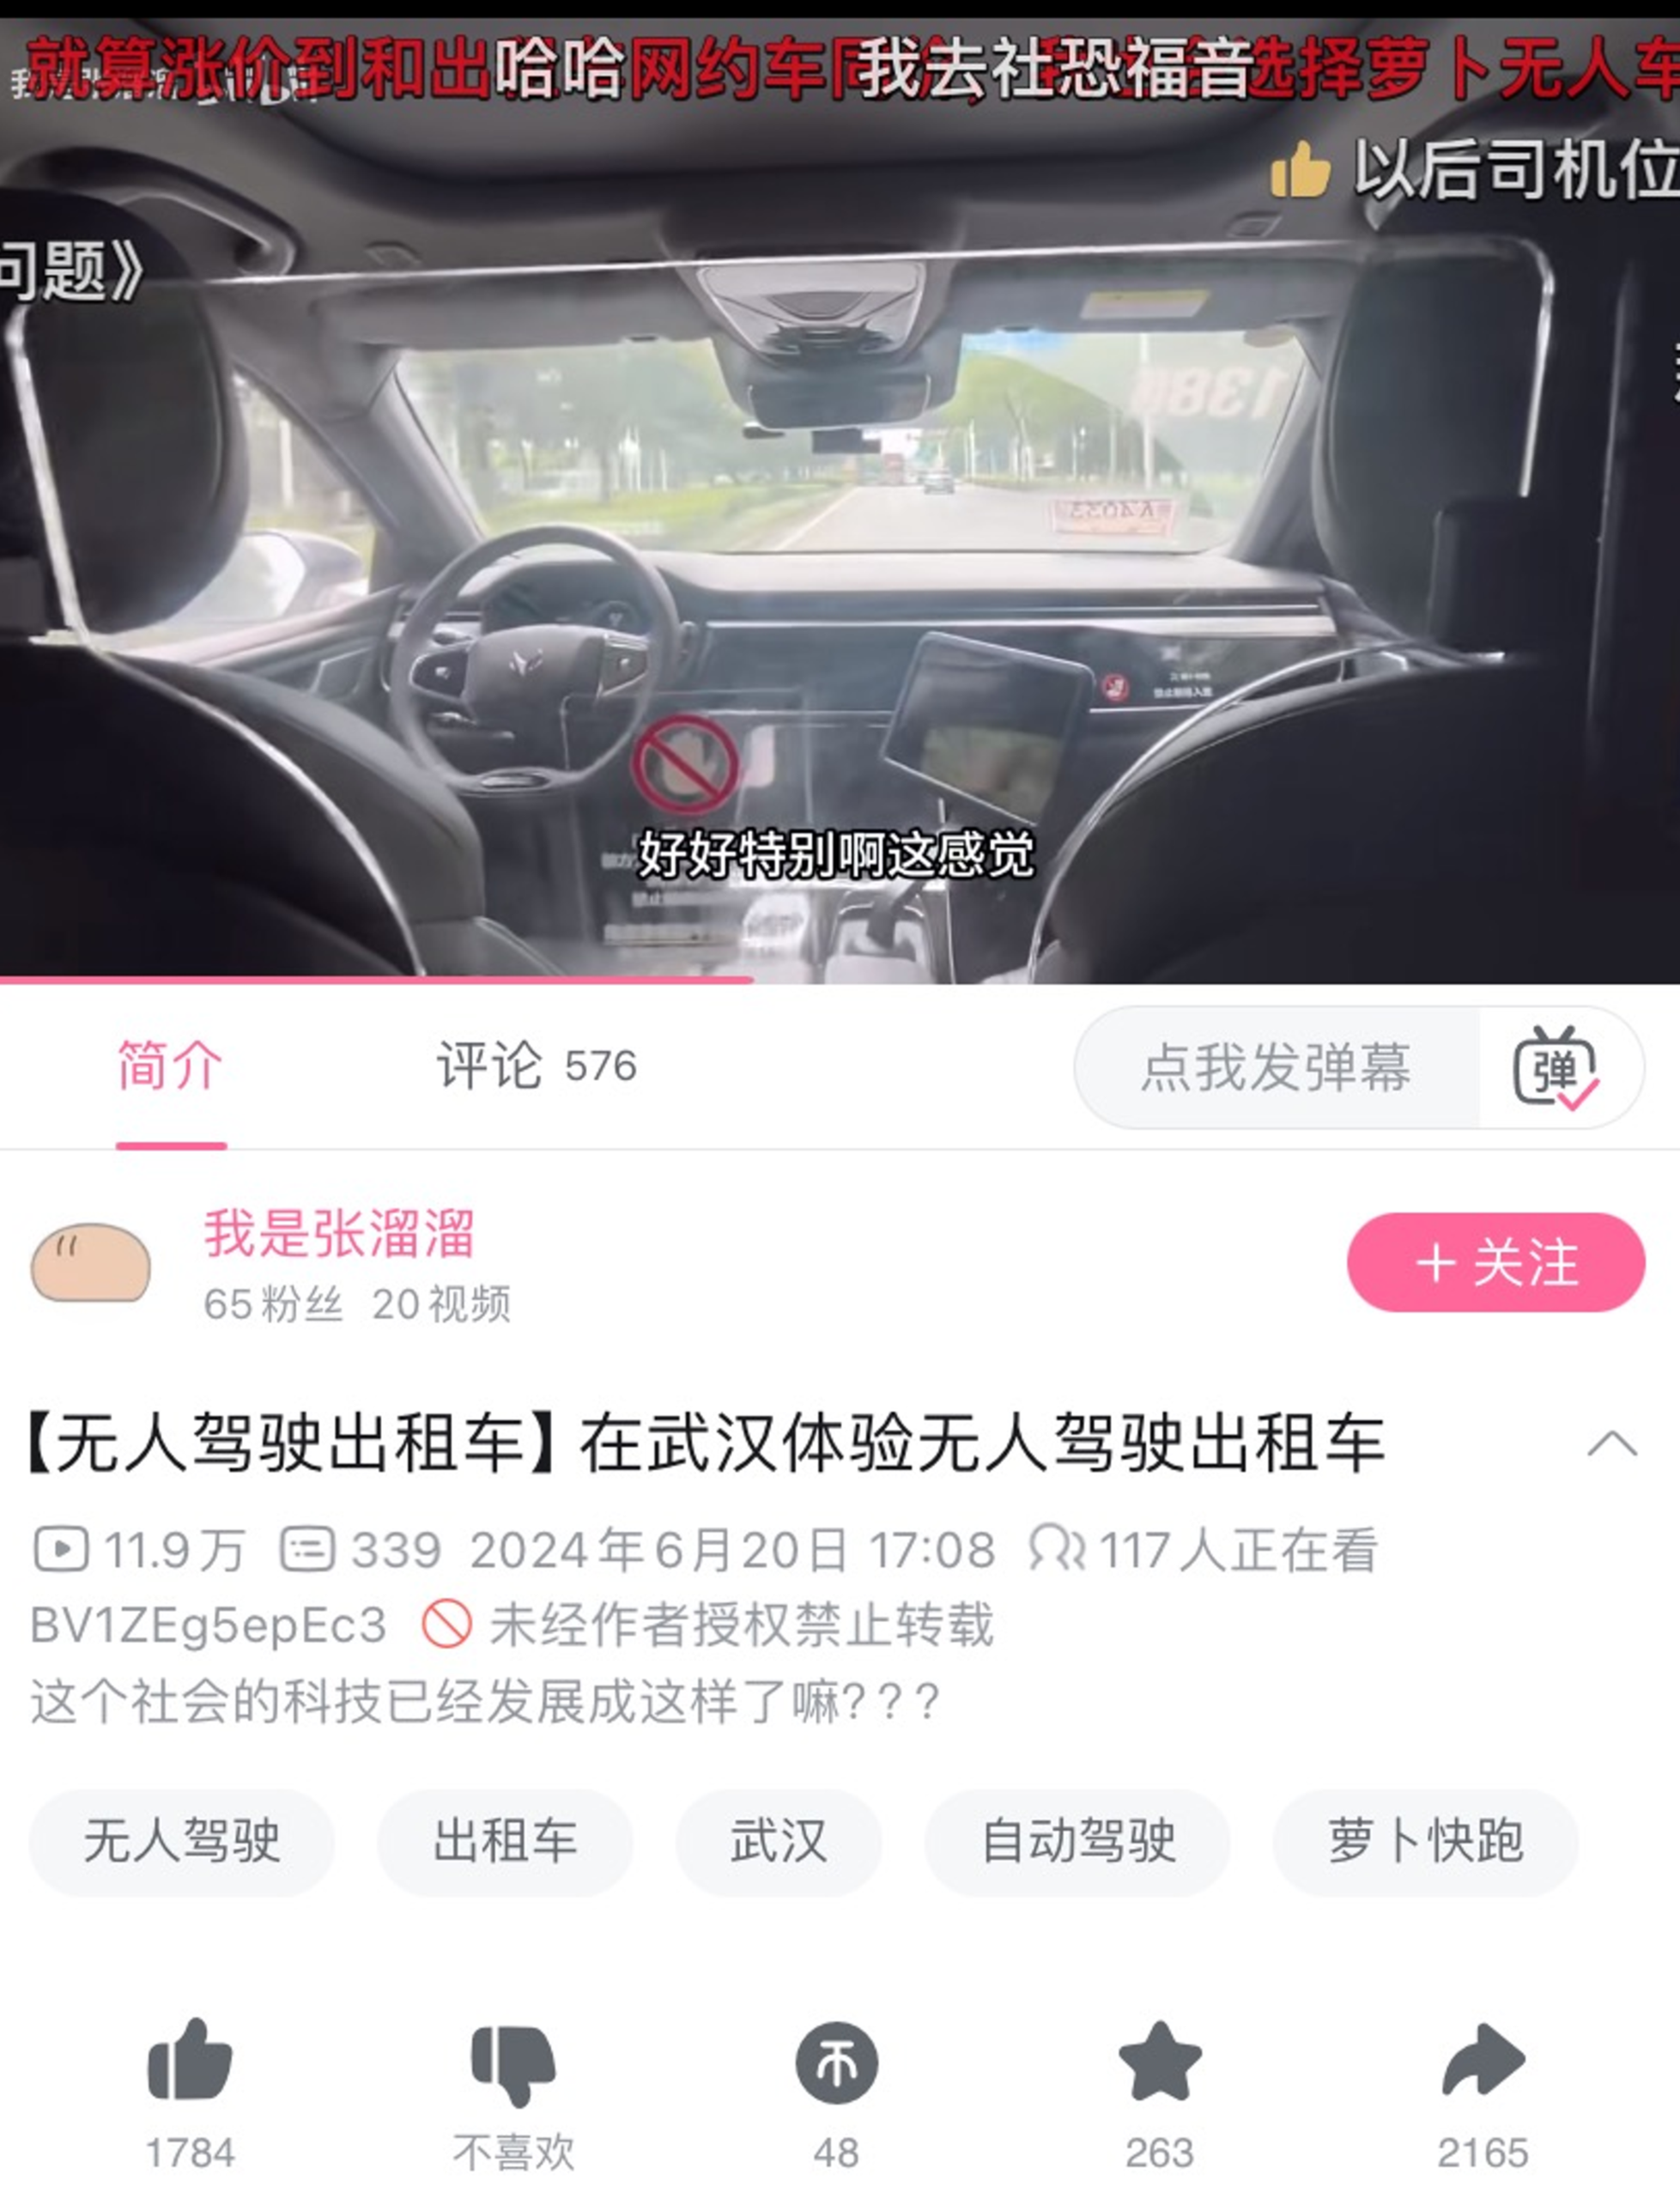 就算涨价到和出
哈哈
网约车同
我去社恐福音
选择萝卜无人车
以后司机位
问题》
好好特别啊这感觉
简介
评论 576
点我发弹幕
弹
我是张溜溜
65粉丝 20视频
+ 关注
【无人驾驶出租车】在武汉体验无人驾驶出租车
11.9万 339 2024年6月20日 17:08 117人正在看
BV1ZEg5epEc3 未经作者授权禁止转载
这个社会的科技已经发展成这样了嘛???
无人驾驶 出租车 武汉 自动驾驶 萝卜快跑
1784 不喜欢 48 263 2165